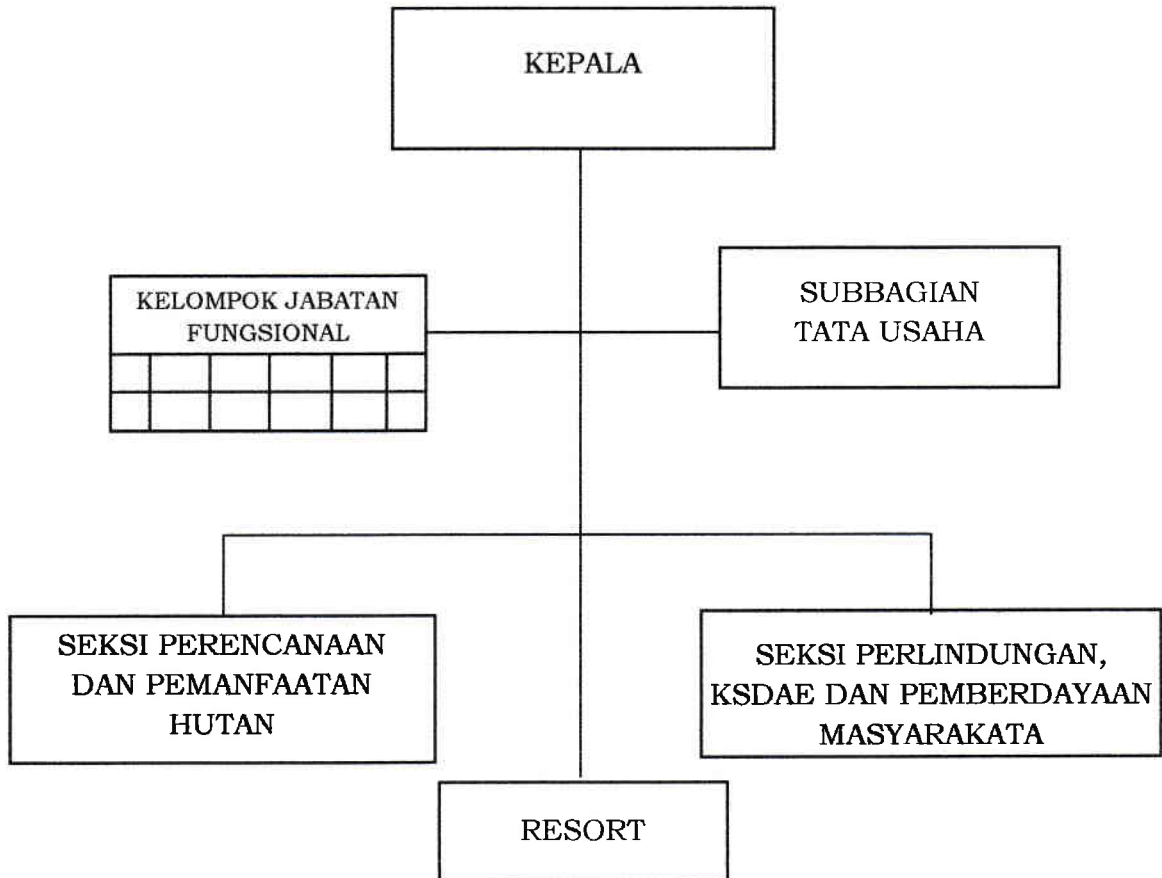 KEPALA
KELOMPOK JABATAN
FUNGSIONAL
SUBBAGIAN
TATA USAHA
SEKSI PERENCANAAN
DAN PEMANFAATAN
HUTAN
SEKSI PERLINDUNGAN,
KSDAE DAN PEMBERDAYAAN
MASYARAKATA
RESORT